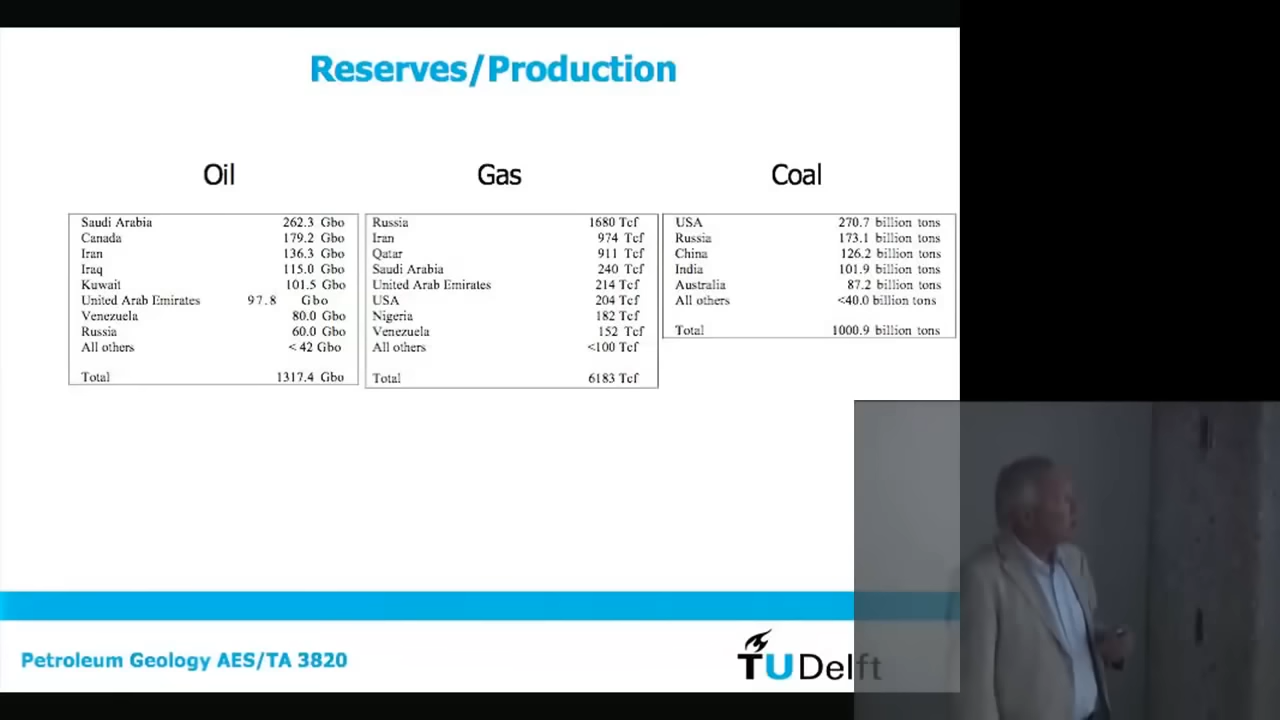 Reserves/Production
Oil
Saudi Arabia 262.3 Gbo
Canada 179.2 Gbo
Iran 136.3 Gbo
Iraq 115.0 Gbo
Kuwait 101.5 Gbo
United Arab Emirates 97.8 Gbo
Venezuela 80.0 Gbo
Russia 60.0 Gbo
All others < 42 Gbo
Total 1317.4 Gbo
Gas
Russia 1680 Tcf
Iran 974 Tcf
Qatar 911 Tcf
Saudi Arabia 240 Tcf
United Arab Emirates 214 Tcf
USA 204 Tcf
Nigeria 182 Tcf
Venezuela 152 Tcf
All others <100 Tcf
Total 6183 Tcf
Coal
USA 270.7 billion tons
Russia 173.1 billion tons
China 126.2 billion tons
India 101.9 billion tons
Australia 87.2 billion tons
All others <40.0 billion tons
Total 1000.9 billion tons
Petroleum Geology AES/TA 3820
TU Delft